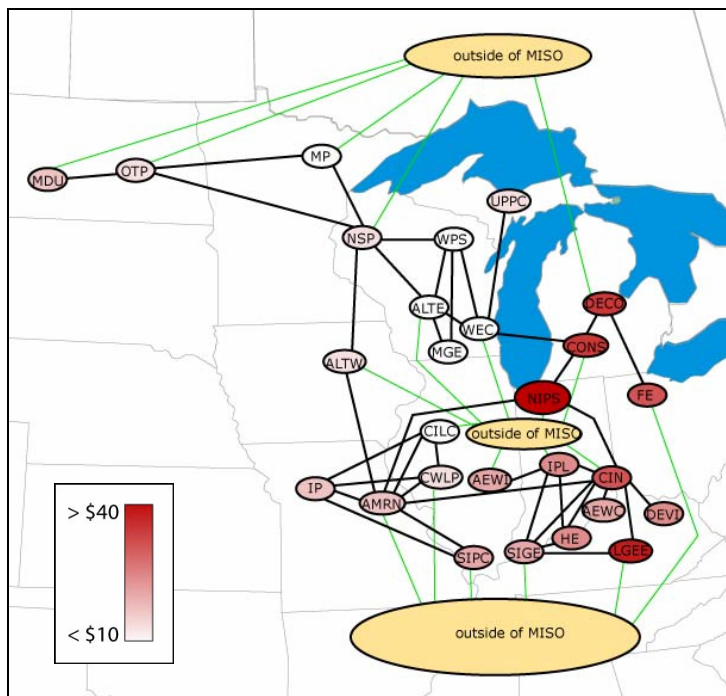 outside of MISO
MP
MDU
OTP
UPPC
NSP
WPS
DECO
ALTE
WEC
CONS
MGE
ALTW
NIPS
FE
CILC
outside of MISO
IPL
CWLP
AEWI
CIN
IP
AMRN
AEWC
DEVI
HE
SIPC
SIGE
LGEE
> $40
< $10
outside of MISO